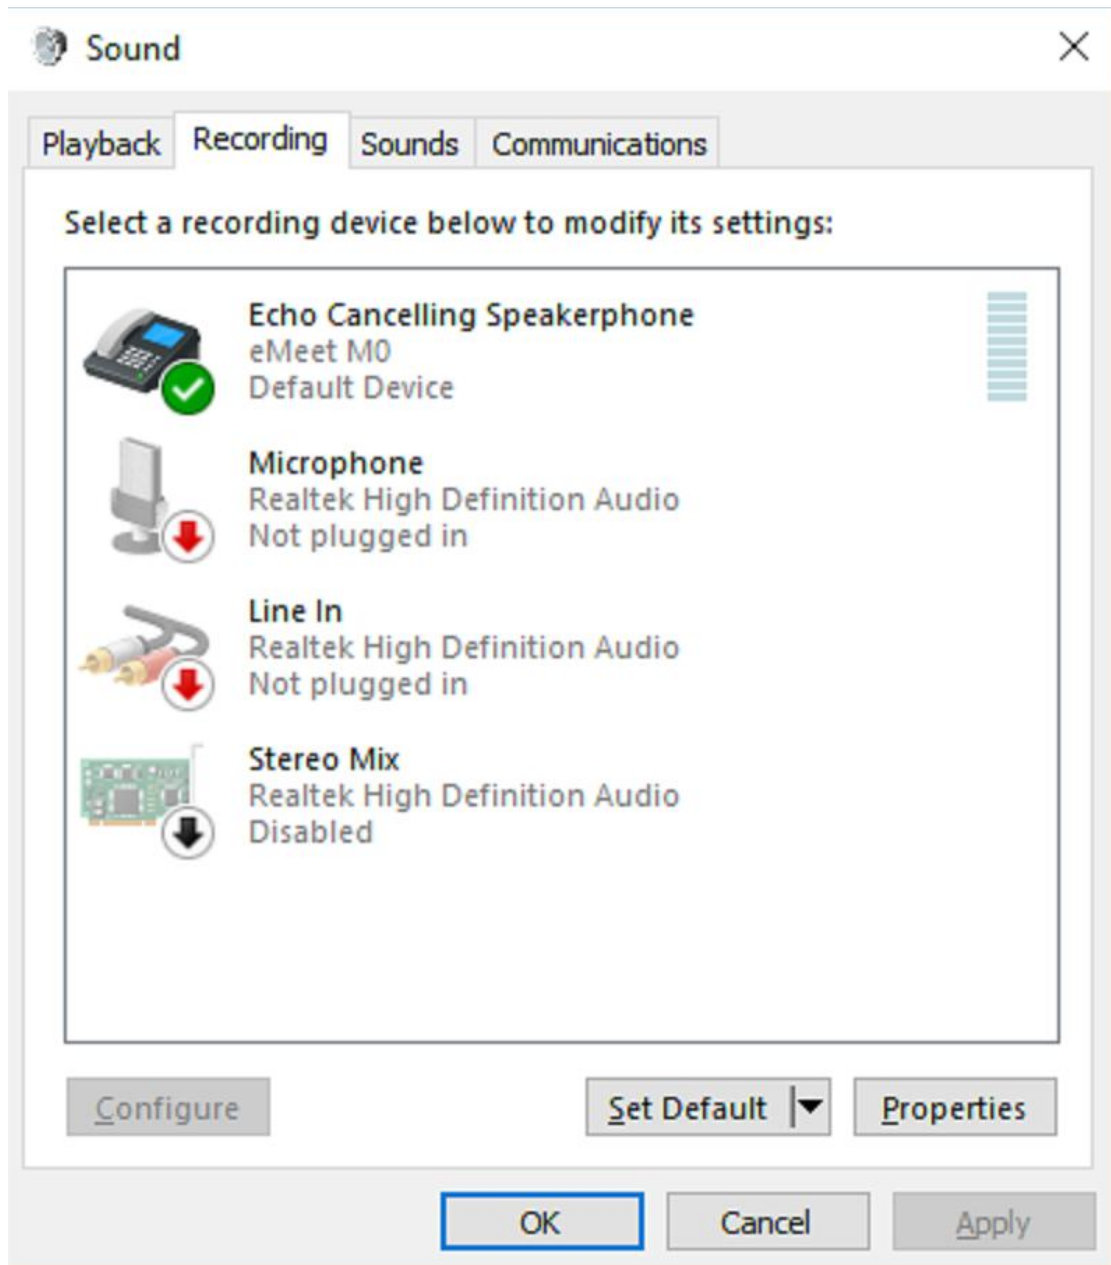 Sound
Playback Recording Sounds Communications
Select a recording device below to modify its settings:
Echo Cancelling Speakerphone
eMeet M0
Default Device
Microphone
Realtek High Definition Audio
Not plugged in
Line In
Realtek High Definition Audio
Not plugged in
Stereo Mix
Realtek High Definition Audio
Disabled
Configure Set Default Properties
OK Cancel Apply